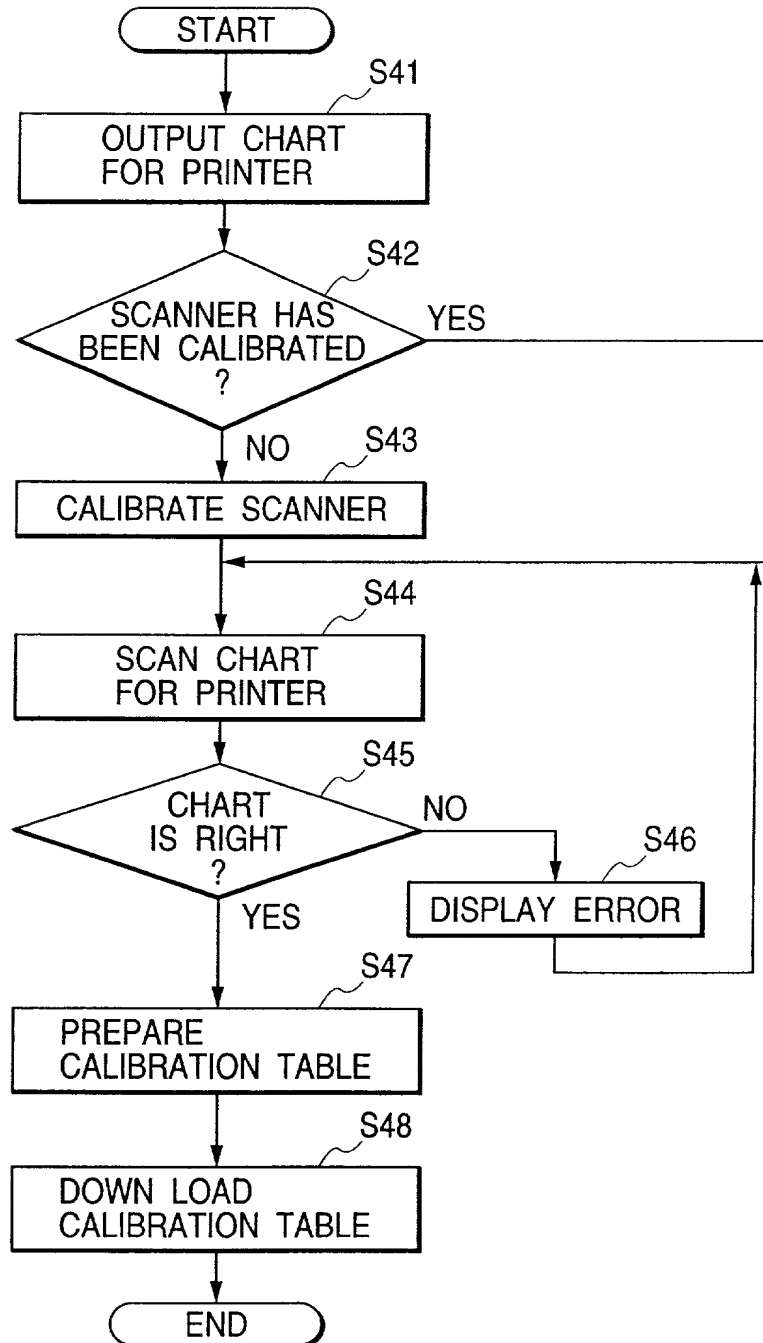 START
S41
OUTPUT CHART
FOR PRINTER
S42
SCANNER HAS
BEEN CALIBRATED
?
YES
NO
S43
CALIBRATE SCANNER
S44
SCAN CHART
FOR PRINTER
S45
CHART
IS RIGHT
?
NO
S46
DISPLAY ERROR
YES
S47
PREPARE
CALIBRATION TABLE
S48
DOWN LOAD
CALIBRATION TABLE
END